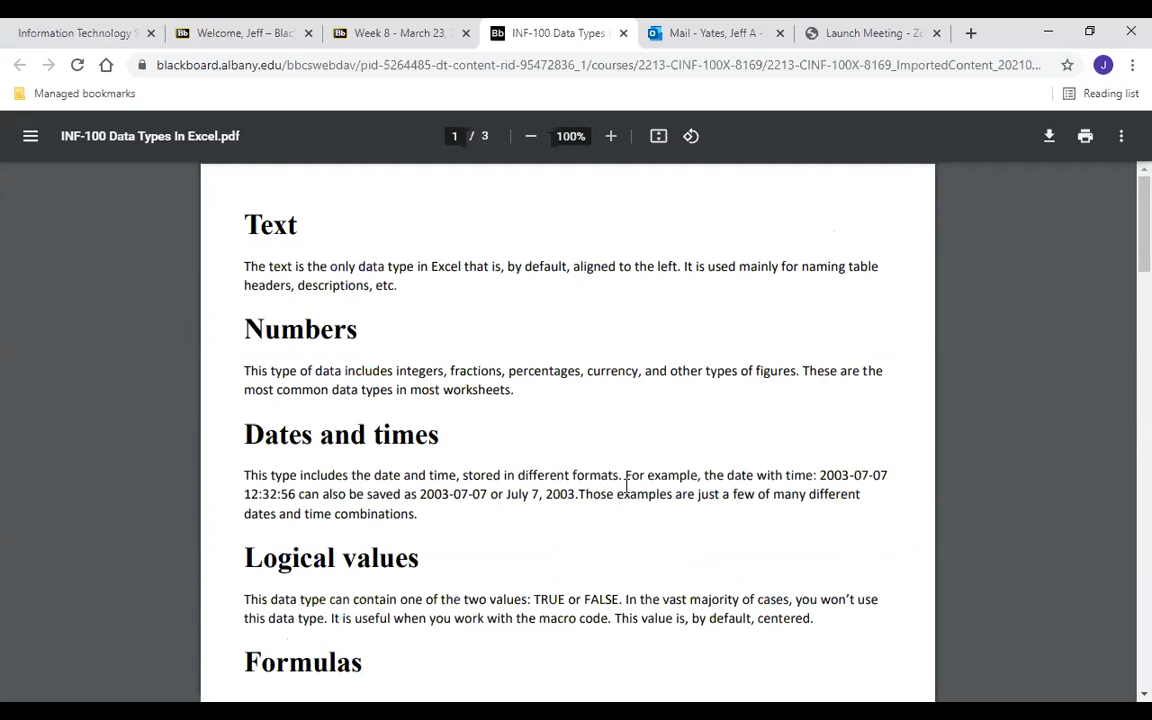 Information Technology S
Welcome, Jeff – Blac
Week 8 - March 23, 2
INF-100 Data Types I
Mail - Yates, Jeff A -
Launch Meeting - Zo
blackboard.albany.edu/bbcswebdav/pid-5264485-dt-content-rid-95472836_1/courses/2213-CINF-100X-8169/2213-CINF-100X-8169_ImportedContent_20210...
J
Managed bookmarks
Reading list
INF-100 Data Types In Excel.pdf
1 / 3
100%
Text
The text is the only data type in Excel that is, by default, aligned to the left. It is used mainly for naming table
headers, descriptions, etc.
Numbers
This type of data includes integers, fractions, percentages, currency, and other types of figures. These are the
most common data types in most worksheets.
Dates and times
This type includes the date and time, stored in different formats. For example, the date with time: 2003-07-07
12:32:56 can also be saved as 2003-07-07 or July 7, 2003.Those examples are just a few of many different
dates and time combinations.
Logical values
This data type can contain one of the two values: TRUE or FALSE. In the vast majority of cases, you won’t use
this data type. It is useful when you work with the macro code. This value is, by default, centered.
Formulas